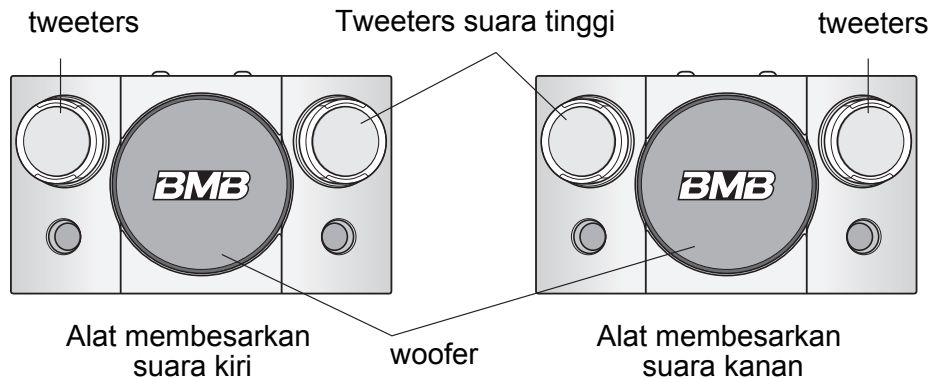 tweeters
Tweeters suara tinggi
tweeters
BMB
BMB
Alat membesarkan
suara kiri
woofer
Alat membesarkan
suara kanan